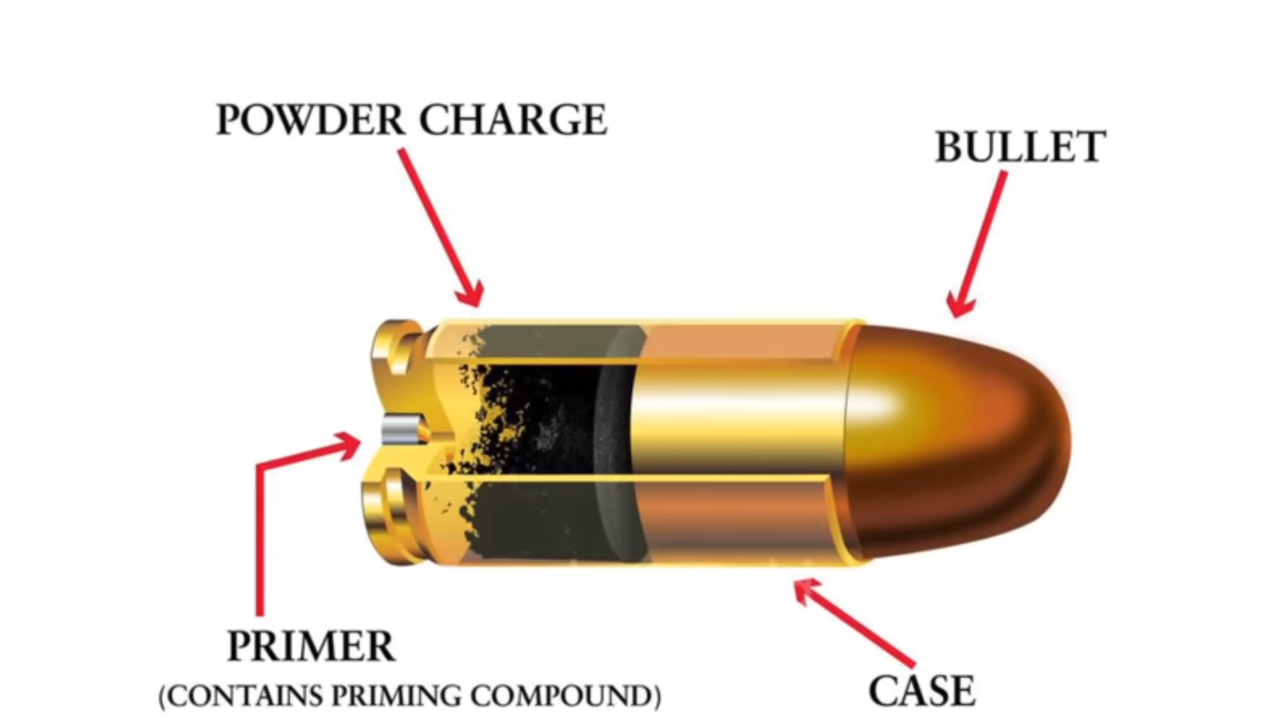 POWDER CHARGE
BULLET
PRIMER
(CONTAINS PRIMING COMPOUND)
CASE